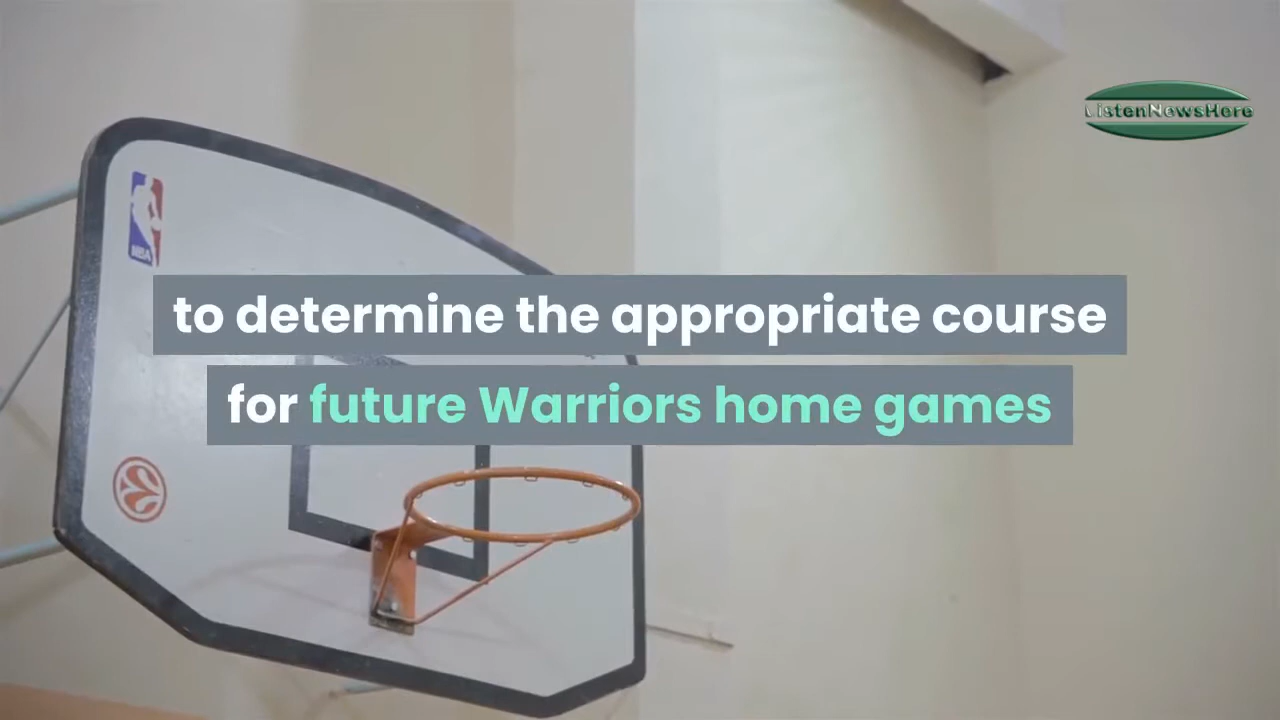 ListenNewsHere
NBA
to determine the appropriate course
for future Warriors home games